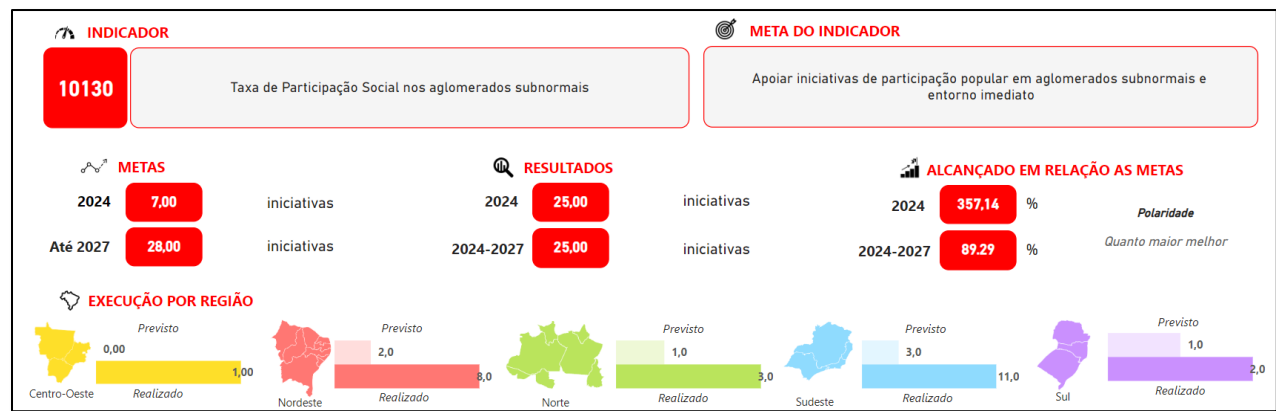 INDICADOR
META DO INDICADOR
10130
Taxa de Participação Social nos aglomerados subnormais
Apoiar iniciativas de participação popular em aglomerados subnormais e
entorno imediato
METAS
RESULTADOS
ALCANÇADO EM RELAÇÃO AS METAS
2024 7,00 iniciativas
2024 25,00 iniciativas
2024 357,14 %
Polaridade
Até 2027 28,00 iniciativas
2024-2027 25,00 iniciativas
2024-2027 89.29 %
Quanto maior melhor
EXECUÇÃO POR REGIÃO
Previsto
0,00
1,00
Realizado
Centro-Oeste
Previsto
2,0
8,0
Realizado
Nordeste
Previsto
1,0
3,0
Realizado
Norte
Previsto
3,0
11,0
Realizado
Sudeste
Previsto
1,0
2,0
Realizado
Sul